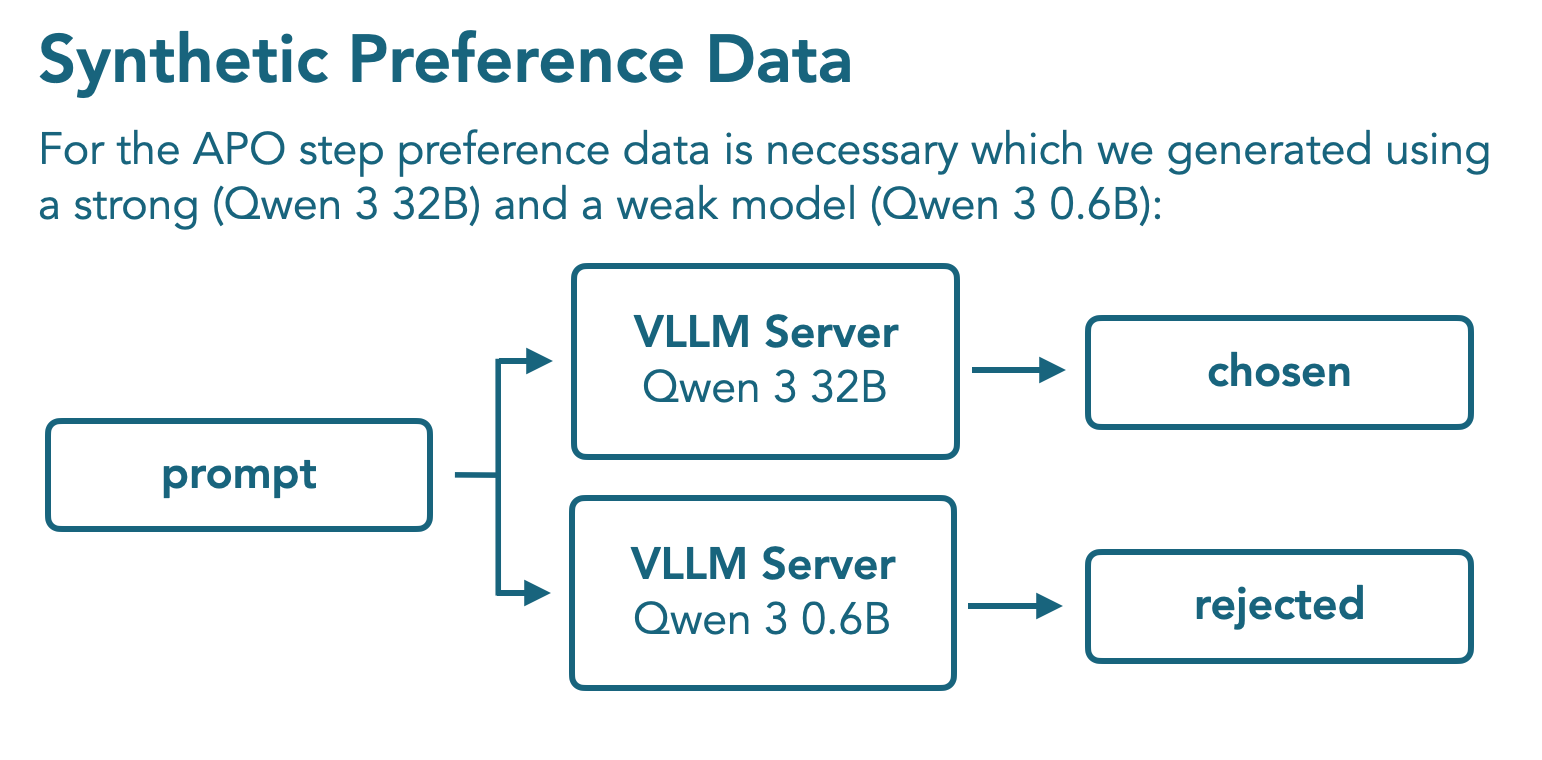 Synthetic Preference Data
For the APO step preference data is necessary which we generated using
a strong (Qwen 3 32B) and a weak model (Qwen 3 0.6B):
VLLM Server
Qwen 3 32B
chosen
prompt
VLLM Server
Qwen 3 0.6B
rejected